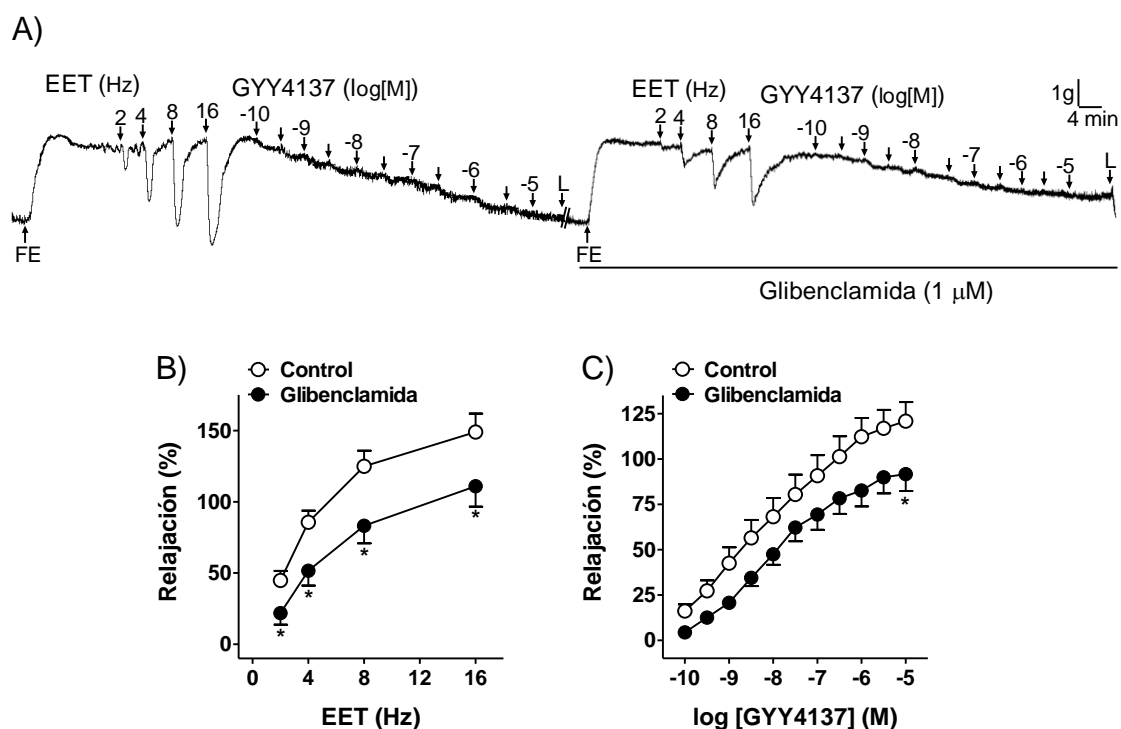 A)
EET (Hz)
GYY4137 (log[M])
2 4 8 16
-10 -9 -8 -7 -6 -5 L
FE
EET (Hz)
GYY4137 (log[M])
2 4 8 16
-10 -9 -8 -7 -6 -5 L
FE
1g
4 min
Glibenclamida (1 μM)
B)
Control
Glibenclamida
Relajación (%)
150
100
50
0
* * * *
0 4 8 12 16
EET (Hz)
C)
Control
Glibenclamida
Relajación (%)
125
100
75
50
25
0
*
-10 -9 -8 -7 -6 -5
log [GYY4137] (M)